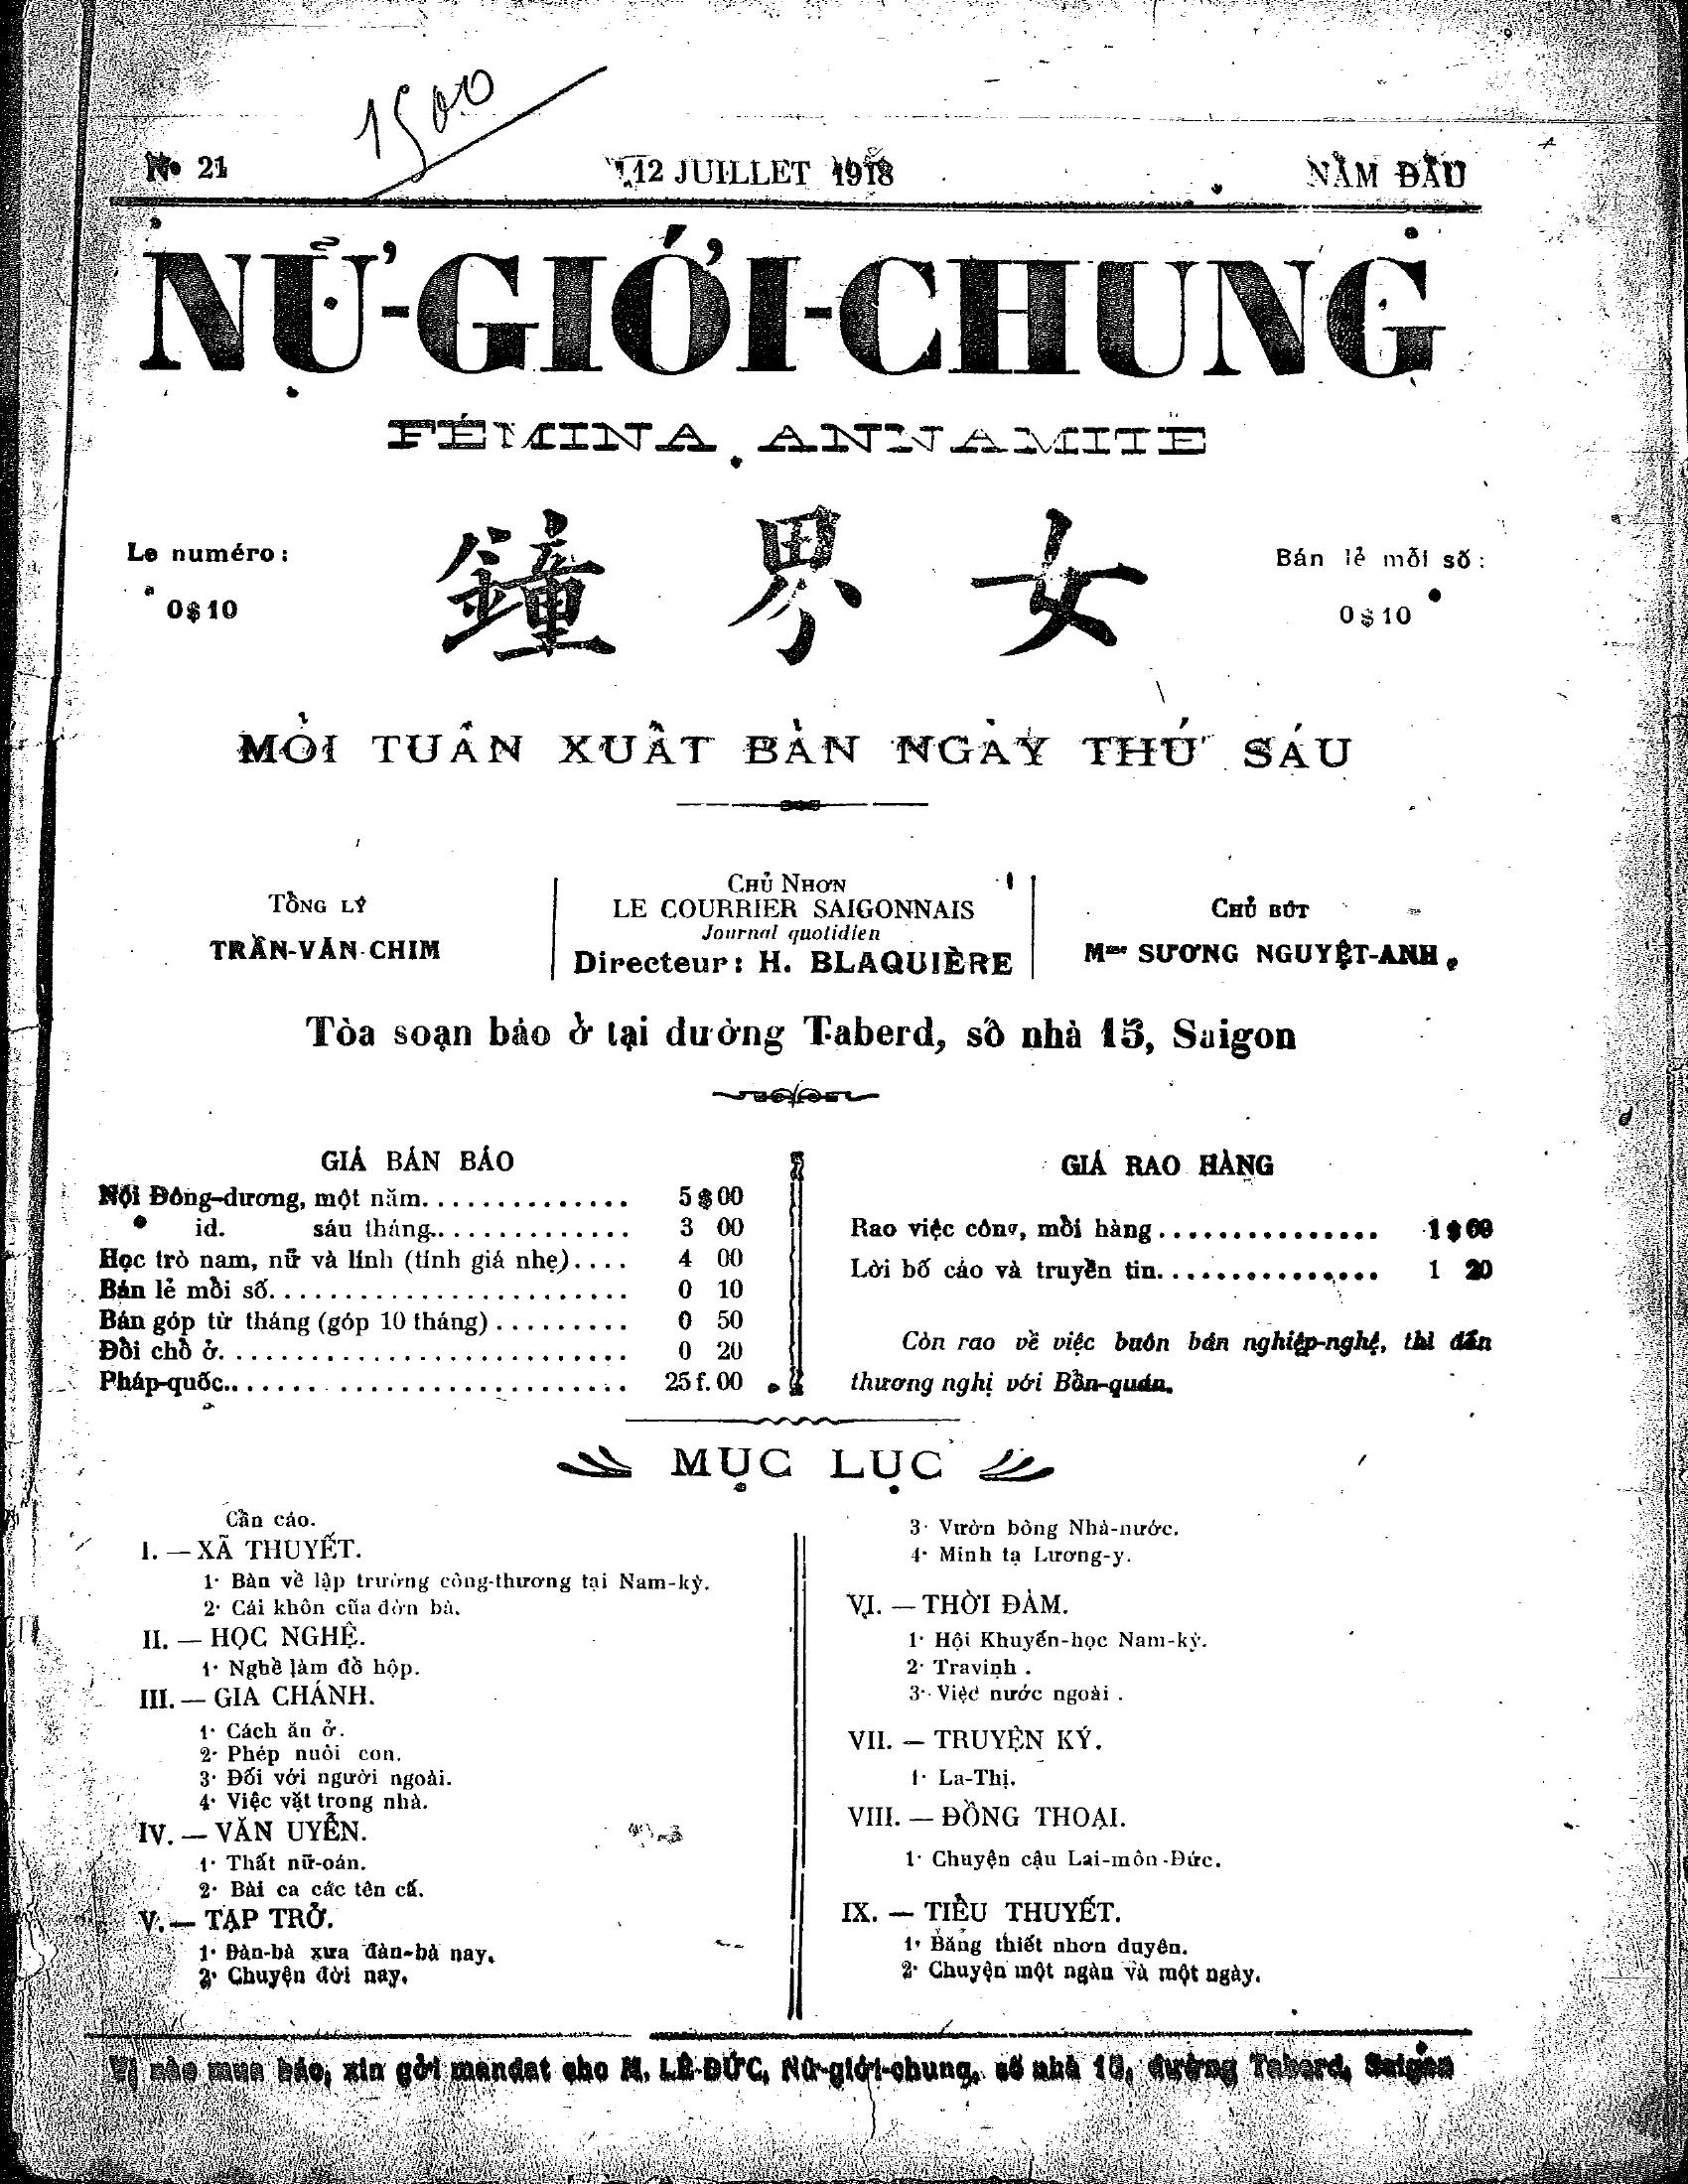 1$00
No 21
12 JUILLET 1918
NĂM ĐẦU
NỮ-GIỚI-CHUNG
FÉMINA ANNAMITE
Le numéro:
0$10
鐘 界 女
Bán lẻ mỗi số:
0$10
MỖI TUẦN XUẤT BẢN NGÀY THỨ SÁU
TỔNG LÝ
TRẦN-VĂN-CHIM
CHỦ NHƠN
LE COURRIER SAIGONNAIS
Journal quotidien
Directeur: H. BLAQUIÈRE
CHỦ BÚT
Mme SƯƠNG NGUYỆT-ANH
Tòa soạn báo ở tại đường Taberd, số nhà 15, Saigon
GIÁ BÁN BÁO
Nội Đông-dương, một năm.............. 5$00
id. sáu tháng.............. 3 00
Học trò nam, nữ và lính (tính giá nhẹ).... 4 00
Bán lẻ mỗi số........................ 0 10
Bán góp từ tháng (góp 10 tháng)......... 0 50
Đổi chỗ ở............................ 0 20
Pháp-quốc........................... 25f.00
GIÁ RAO HÀNG
Rao việc công, mỗi hàng............... 1$60
Lời bố cáo và truyền tin................ 1 20
Còn rao về việc buôn bán nghiệp-nghệ, thì đến
thương nghị với Bổn-quán.
MỤC LỤC
Cần cáo.
I. — XÃ THUYẾT.
1· Bàn về lập trường công-thương tại Nam-kỳ.
2· Cái khôn của đờn bà.
II. — HỌC NGHỆ.
1· Nghề làm đồ hộp.
III. — GIA CHÁNH.
1· Cách ăn ở.
2· Phép nuôi con.
3· Đối với người ngoài.
4· Việc vặt trong nhà.
IV. — VĂN UYỂN.
1· Thất nữ-oán.
2· Bài ca các tên cá.
V. — TẠP TRỞ.
1· Đàn-bà xưa đàn-bà nay.
2· Chuyện đời nay.
3· Vườn bông Nhà-nước.
4· Minh tạ Lương-y.
VI. — THỜI ĐÀM.
1· Hội Khuyến-học Nam-kỳ.
2· Travinh.
3· Việc nước ngoài.
VII. — TRUYỆN KÝ.
1· La-Thị.
VIII. — ĐỒNG THOẠI.
1· Chuyện cậu Lai-môn-Đức.
IX. — TIỂU THUYẾT.
1· Bằng thiết nhơn duyên.
2· Chuyện một ngàn và một ngày.
Vị nào mua báo, xin gởi mandat cho M. LÊ-ĐỨC, Nữ-giới-chung, số nhà 15, đường Taberd, Saigon